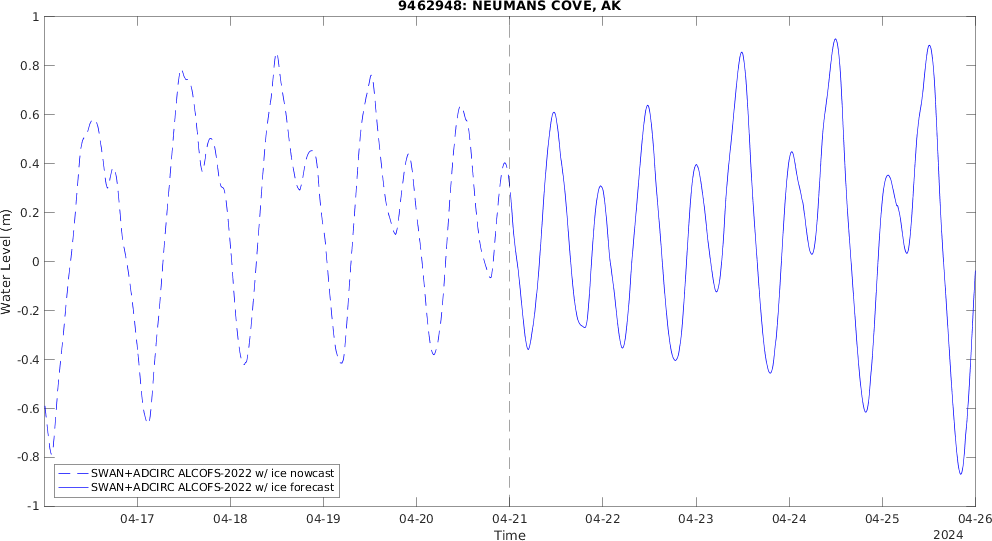 9462948: NEUMANS COVE, AK
Water Level (m)
1
0.8
0.6
0.4
0.2
0
-0.2
-0.4
-0.6
-0.8
-1
SWAN+ADCIRC ALCOFS-2022 w/ ice nowcast
SWAN+ADCIRC ALCOFS-2022 w/ ice forecast
04-17 04-18 04-19 04-20 04-21 04-22 04-23 04-24 04-25 04-26
Time
2024